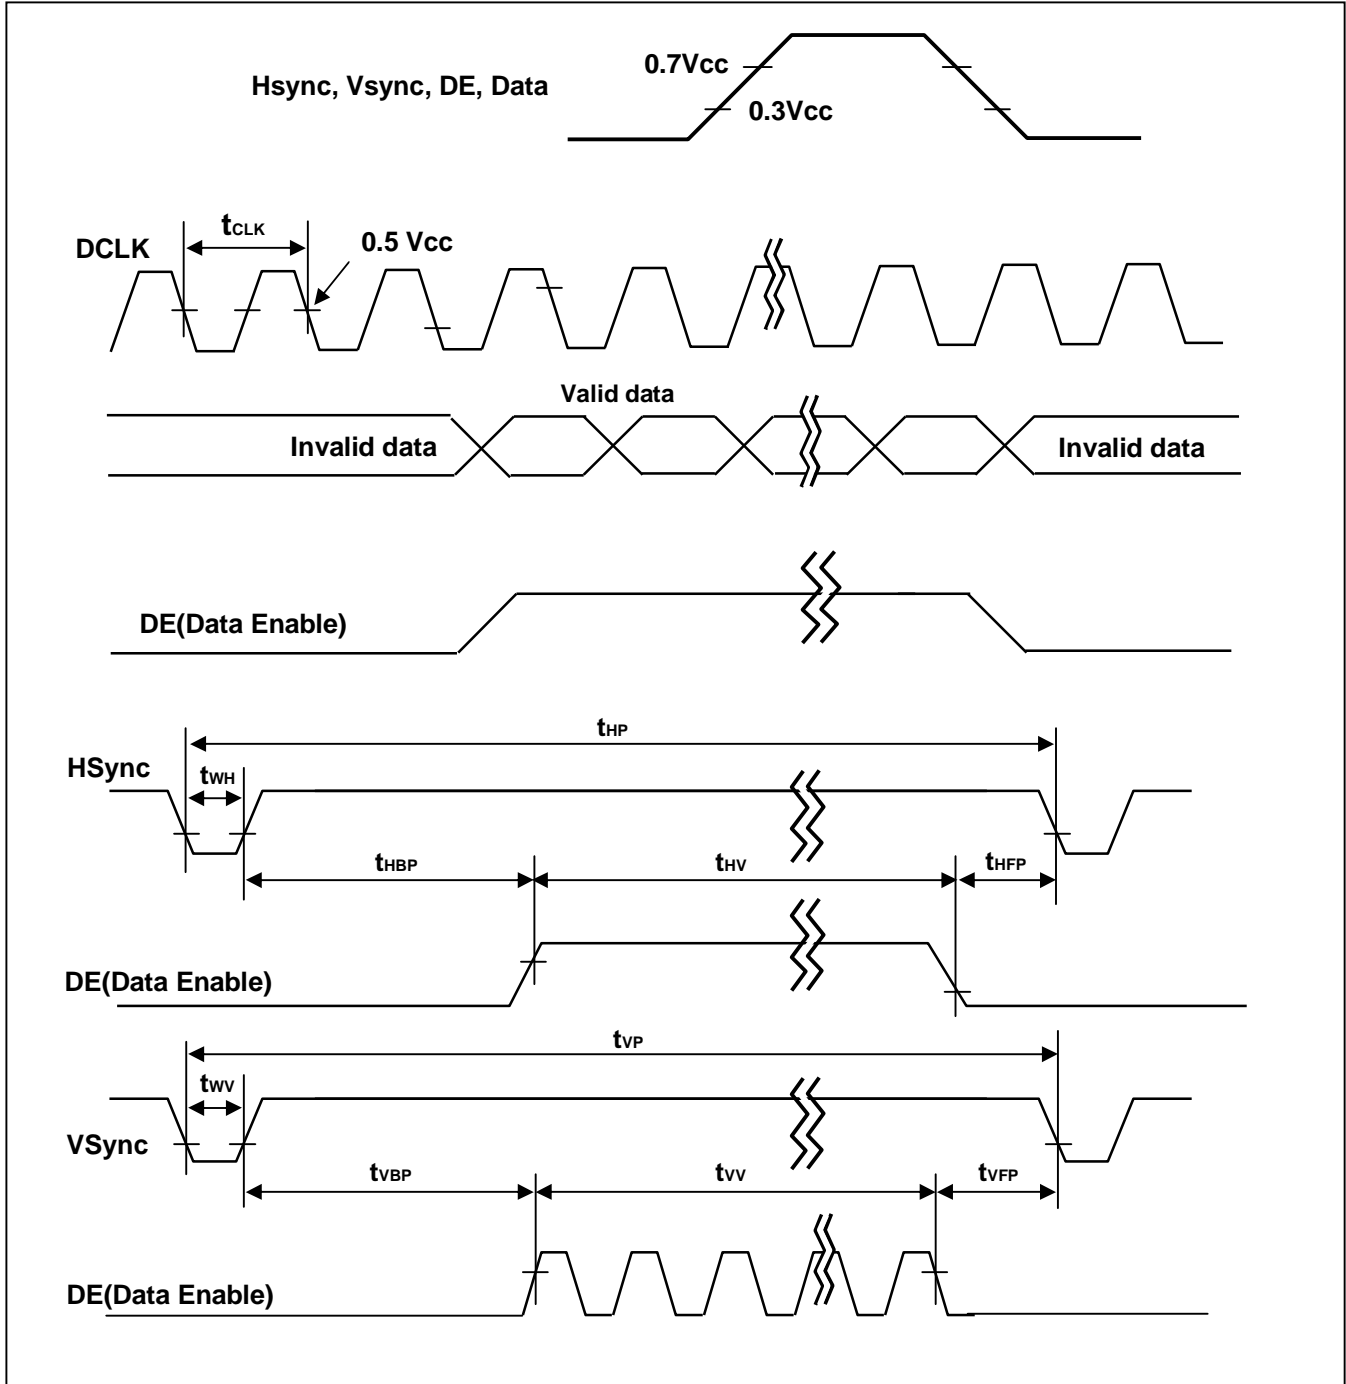 0.7Vcc
Hsync, Vsync, DE, Data
0.3Vcc
tCLK
DCLK
0.5 Vcc
Valid data
Invalid data
Invalid data
DE(Data Enable)
tHP
HSync
tWH
tHBP
tHV
tHFP
DE(Data Enable)
tVP
tWV
VSync
tVBP
tVV
tVFP
DE(Data Enable)